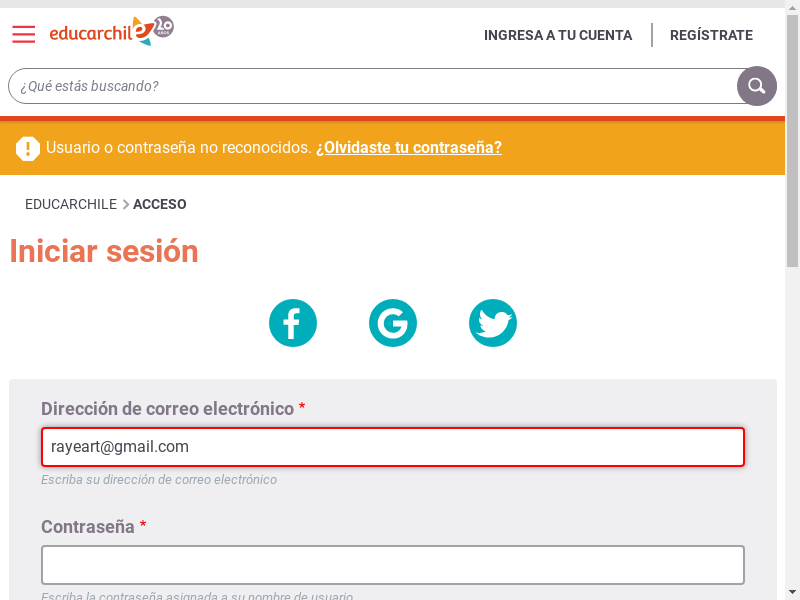 educarchile 20 AÑOS
INGRESA A TU CUENTA
REGÍSTRATE
¿Qué estás buscando?
Usuario o contraseña no reconocidos. ¿Olvidaste tu contraseña?
EDUCARCHILE > ACCESO
Iniciar sesión
Dirección de correo electrónico *
rayeart@gmail.com
Escriba su dirección de correo electrónico
Contraseña *
Escriba la contraseña asignada a su nombre de usuario.